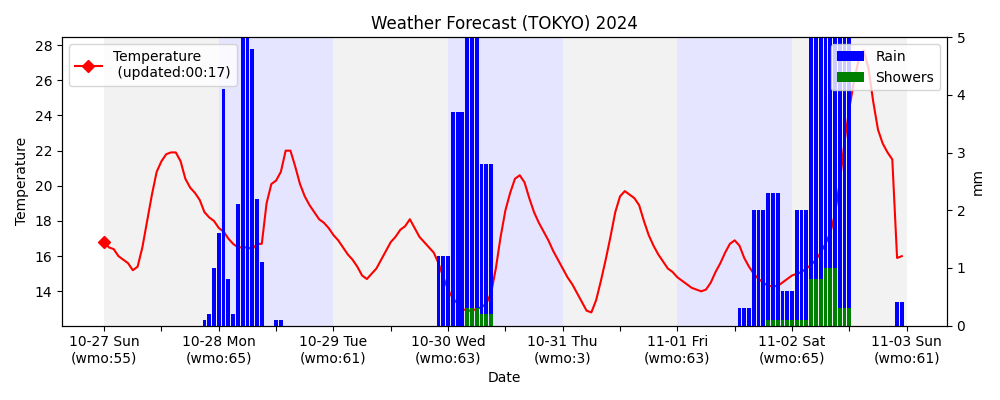 Weather Forecast (TOKYO) 2024
Temperature
(updated:00:17)
Rain
Showers
28
26
24
22
20
18
16
14
Temperature
5
4
3
2
1
0
mm
10-27 Sun
(wmo:55)
10-28 Mon
(wmo:65)
10-29 Tue
(wmo:61)
10-30 Wed
(wmo:63)
10-31 Thu
(wmo:3)
11-01 Fri
(wmo:63)
11-02 Sat
(wmo:65)
11-03 Sun
(wmo:61)
Date